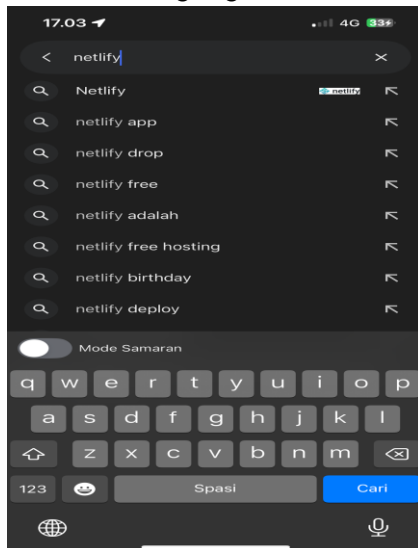 17.03
4G 33
netlify
Netlify
netlify
netlify app
netlify drop
netlify free
netlify adalah
netlify free hosting
netlify birthday
netlify deploy
Mode Samaran
q w e r t y u i o p
a s d f g h j k l
z x c v b n m
123 Spasi Cari